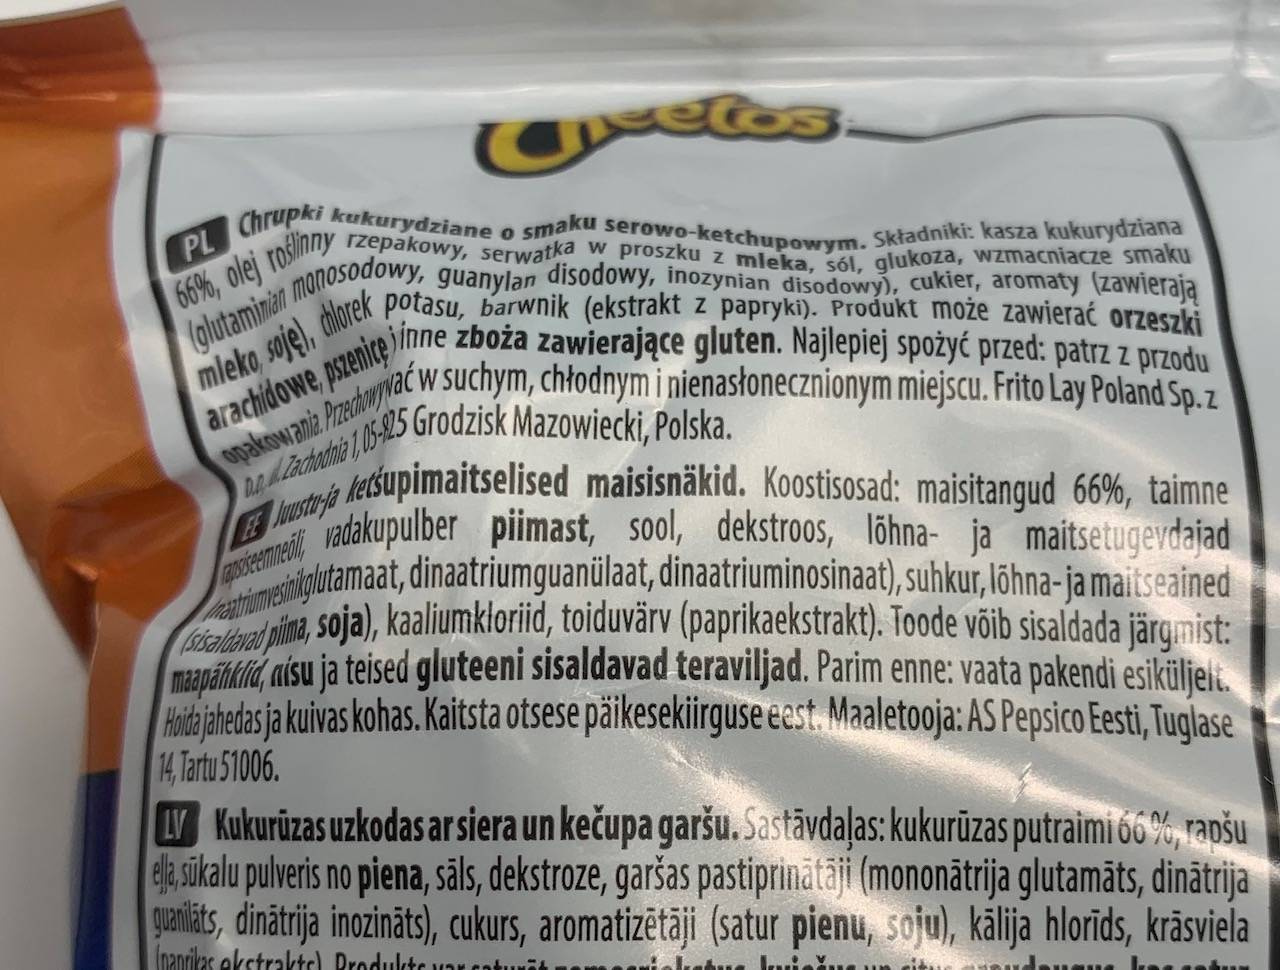 Cheetos
PL Chrupki kukurydziane o smaku serowo-ketchupowym. Składniki: kasza kukurydziana
66%, olej roślinny rzepakowy, serwatka w proszku z mleka, sól, glukoza, wzmacniacze smaku
(glutaminian monosodowy, guanylan disodowy, inozynian disodowy), cukier, aromaty (zawierają
mleko, soję), chlorek potasu, barwnik (ekstrakt z papryki). Produkt może zawierać orzeszki
arachidowe, pszenicę i inne zboża zawierające gluten. Najlepiej spożyć przed: patrz z przodu
opakowania. Przechowywać w suchym, chłodnym i nienasłonecznionym miejscu. Frito Lay Poland Sp. z
o.o. ul. Zachodnia 1, 05-825 Grodzisk Mazowiecki, Polska.
EE Juustu-ja ketšupimaitselised maisisnäkid. Koostisosad: maisitangud 66%, taimne
rapsiseemneõli, vadakupulber piimast, sool, dekstroos, lõhna- ja maitsetugevdajad
(naatriumvesinikglutamaat, dinaatriumguanülaat, dinaatriuminosinaat), suhkur, lõhna- ja maitseained
(sisaldavad piima, soja), kaaliumkloriid, toiduvärv (paprikaekstrakt). Toode võib sisaldada järgmist:
maapähklid, nisu ja teised gluteeni sisaldavad teraviljad. Parim enne: vaata pakendi esiküljelt.
Hoida jahedas ja kuivas kohas. Kaitsta otsese päikesekiirguse eest. Maaletooja: AS Pepsico Eesti, Tuglase
14, Tartu 51006.
LV Kukurūzas uzkodas ar siera un kečupa garšu. Sastāvdaļas: kukurūzas putraimi 66 %, rapšu
eļļa, sūkalu pulveris no piena, sāls, dekstroze, garšas pastiprinātāji (mononātrija glutamāts, dinātrija
guanilāts, dinātrija inozināts), cukurs, aromatizētāji (satur pienu, soju), kālija hlorīds, krāsviela
(paprikas ekstrakts). Produkts var saturēt